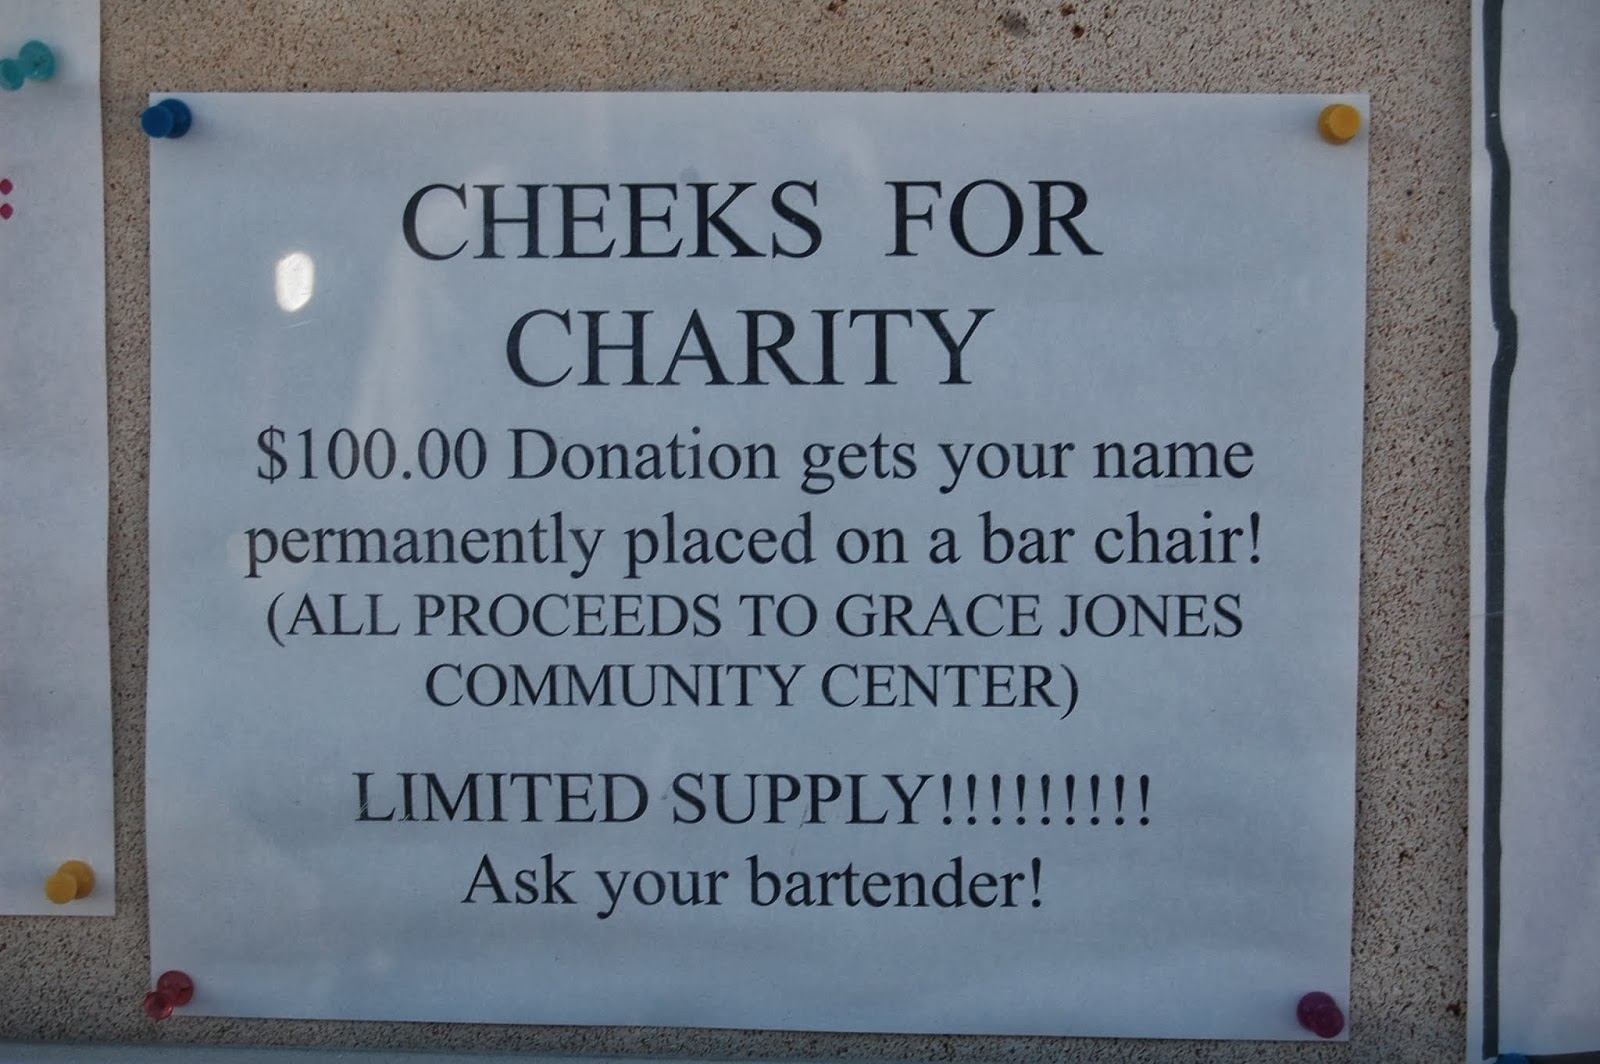 CHEEKS FOR
CHARITY
$100.00 Donation gets your name
permanently placed on a bar chair!
(ALL PROCEEDS TO GRACE JONES
COMMUNITY CENTER)
LIMITED SUPPLY!!!!!!!!!
Ask your bartender!